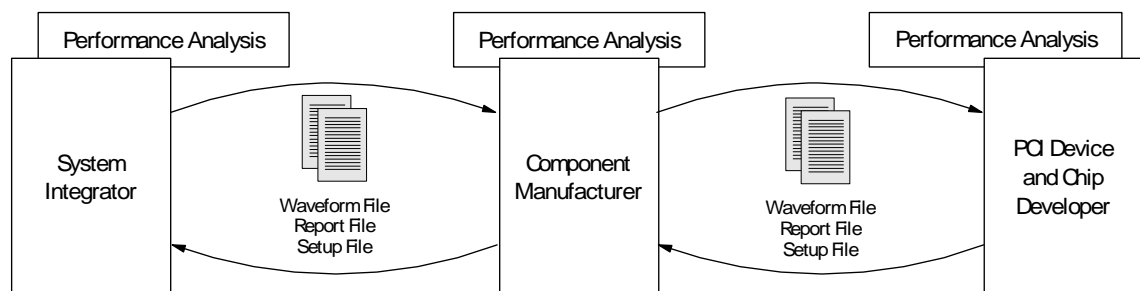 Performance Analysis
Performance Analysis
Performance Analysis
System
Integrator
Waveform File
Report File
Setup File
Component
Manufacturer
Waveform File
Report File
Setup File
PCI Device
and Chip
Developer